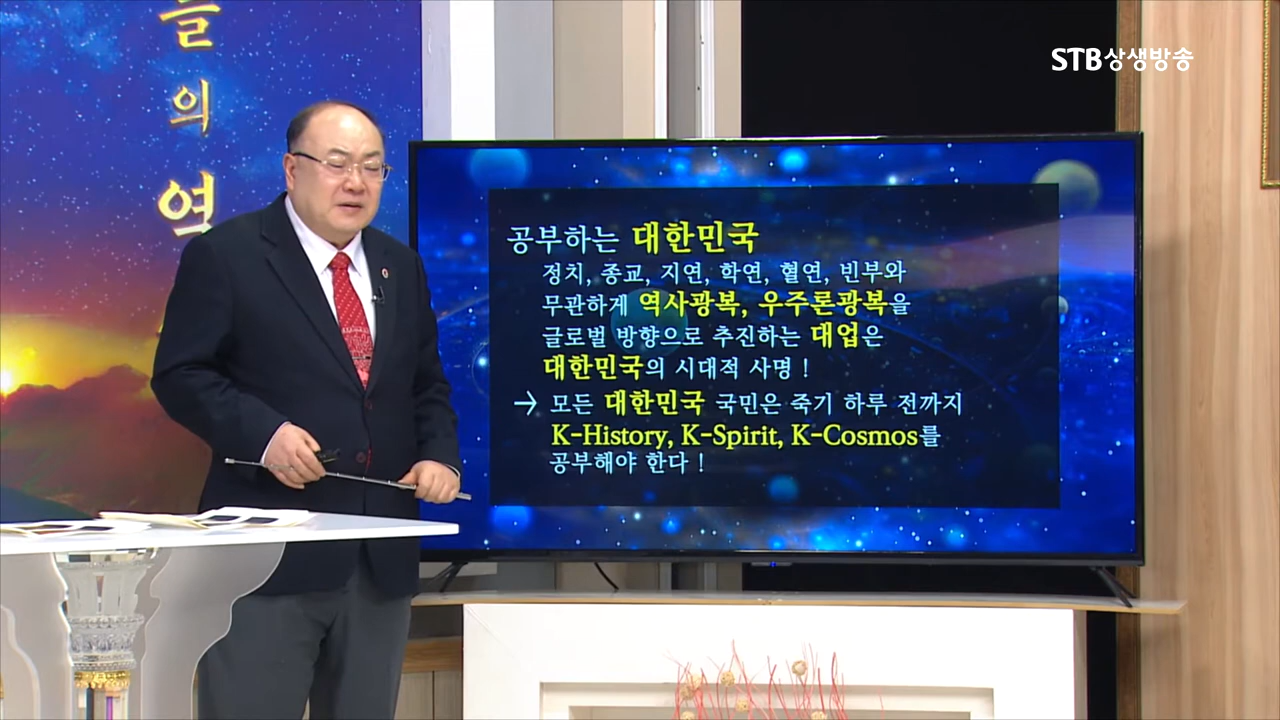 들의
역
STB상생방송
공부하는 대한민국
정치, 종교, 지연, 학연, 혈연, 빈부와
무관하게 역사광복, 우주론광복을
글로벌 방향으로 추진하는 대업은
대한민국의 시대적 사명 !
→ 모든 대한민국 국민은 죽기 하루 전까지
K-History, K-Spirit, K-Cosmos를
공부해야 한다 !